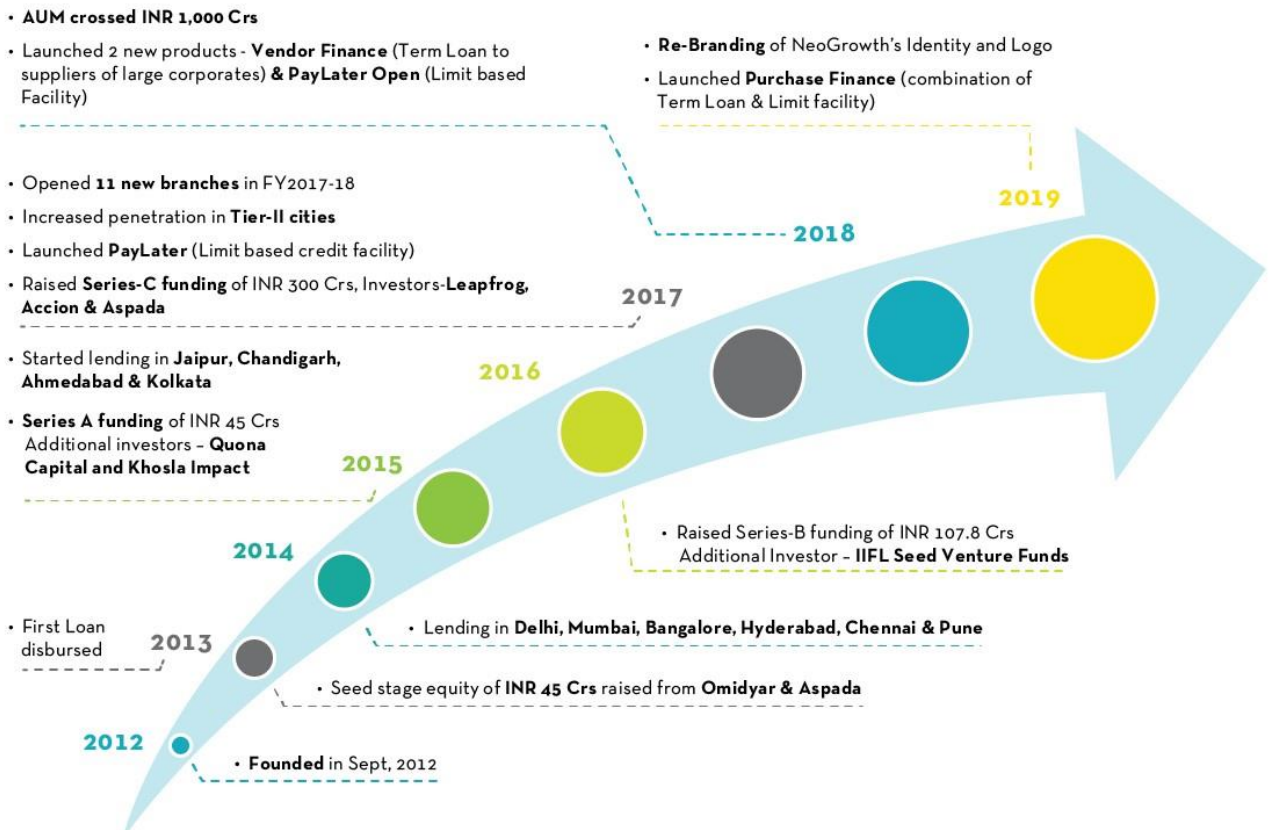 • AUM crossed INR 1,000 Crs
• Launched 2 new products - Vendor Finance (Term Loan to
suppliers of large corporates) & PayLater Open (Limit based
Facility)
• Re-Branding of NeoGrowth's Identity and Logo
• Launched Purchase Finance (combination of
Term Loan & Limit facility)
2019
2018
• Opened 11 new branches in FY2017-18
• Increased penetration in Tier-II cities
• Launched PayLater (Limit based credit facility)
• Raised Series-C funding of INR 300 Crs, Investors-Leapfrog,
Accion & Aspada
2017
• Started lending in Jaipur, Chandigarh,
Ahmedabad & Kolkata
• Series A funding of INR 45 Crs
Additional investors – Quona
Capital and Khosla Impact
2016
2015
• Raised Series-B funding of INR 107.8 Crs
Additional Investor – IIFL Seed Venture Funds
2014
• Lending in Delhi, Mumbai, Bangalore, Hyderabad, Chennai & Pune
• First Loan
disbursed
2013
• Seed stage equity of INR 45 Crs raised from Omidyar & Aspada
2012
• Founded in Sept, 2012